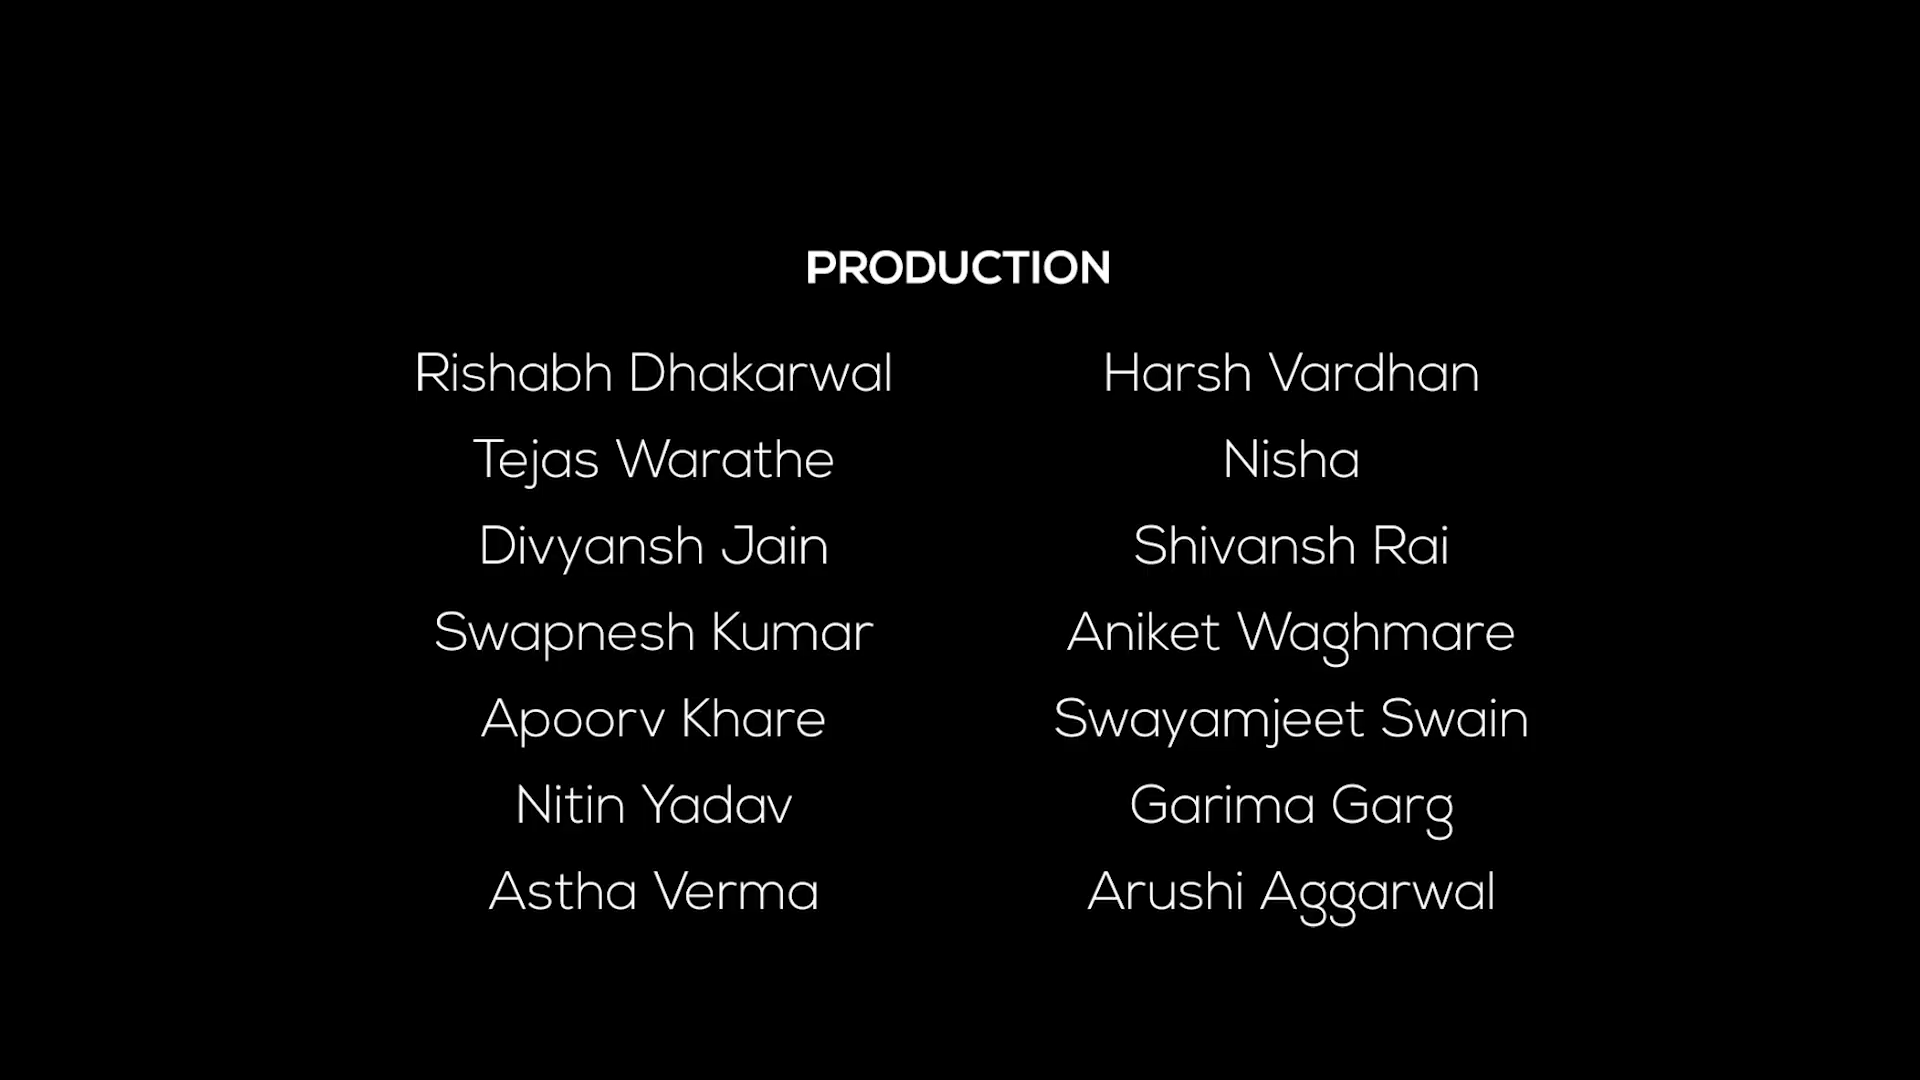 PRODUCTION
Rishabh Dhakarwal
Harsh Vardhan
Tejas Warathe
Nisha
Divyansh Jain
Shivansh Rai
Swapnesh Kumar
Aniket Waghmare
Apoorv Khare
Swayamjeet Swain
Nitin Yadav
Garima Garg
Astha Verma
Arushi Aggarwal